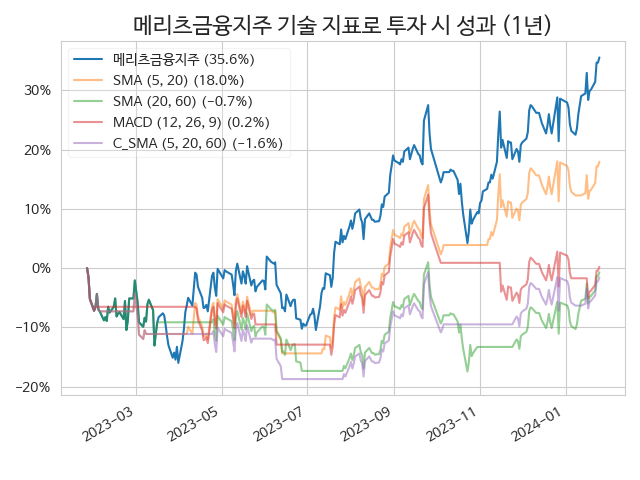 메리츠금융지주 기술 지표로 투자 시 성과 (1년)
메리츠금융지주 (35.6%)
SMA (5, 20) (18.0%)
SMA (20, 60) (−0.7%)
MACD (12, 26, 9) (0.2%)
C_SMA (5, 20, 60) (−1.6%)
30%
20%
10%
0%
−10%
−20%
2023−03
2023−05
2023−07
2023−09
2023−11
2024−01